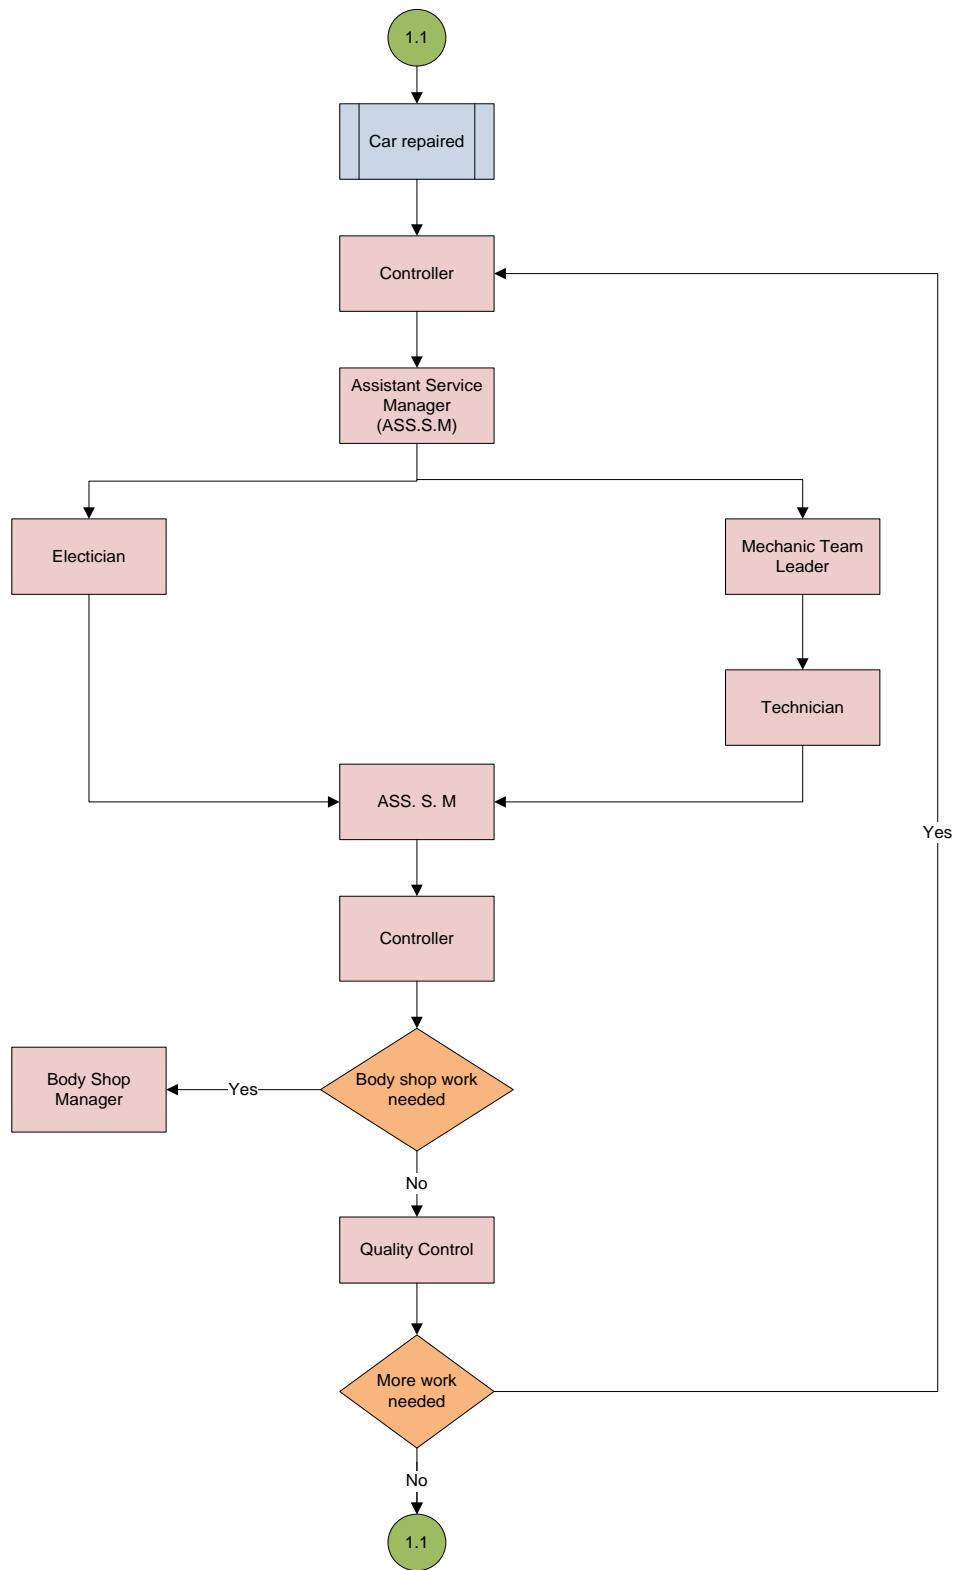 1.1
Car repaired
Controller
Assistant Service
Manager
(ASS.S.M)
Electician
Mechanic Team
Leader
Technician
ASS. S. M
Yes
Controller
Body Shop
Manager
Yes
Body shop work
needed
No
Quality Control
More work
needed
No
1.1